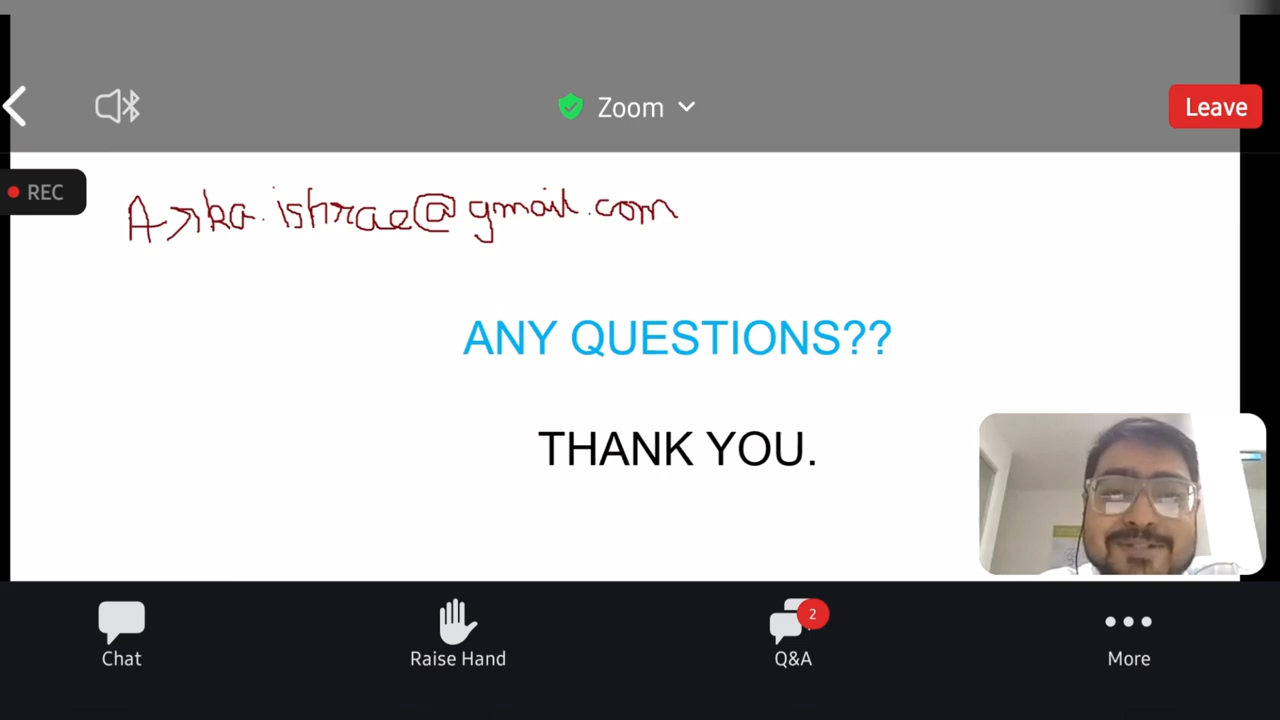 Zoom
Leave
REC
Arka.ishrae@gmail.com
ANY QUESTIONS??
THANK YOU.
Chat
Raise Hand
2
Q&A
More